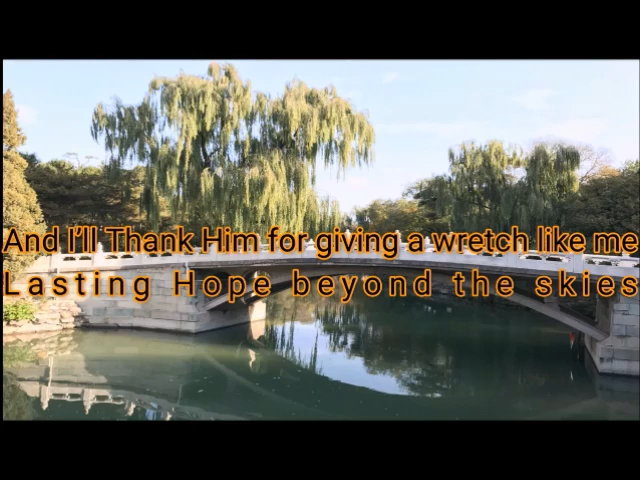 And I’ll Thank Him for giving a wretch like me
Lasting Hope beyond the skies